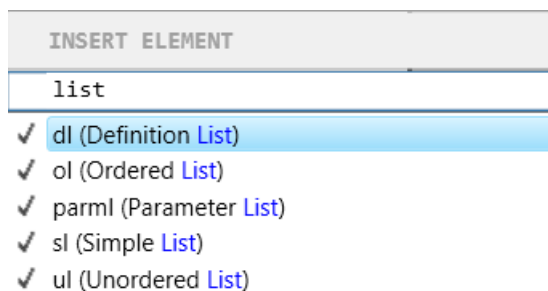 INSERT ELEMENT
list
dl (Definition List)
ol (Ordered List)
parml (Parameter List)
sl (Simple List)
ul (Unordered List)